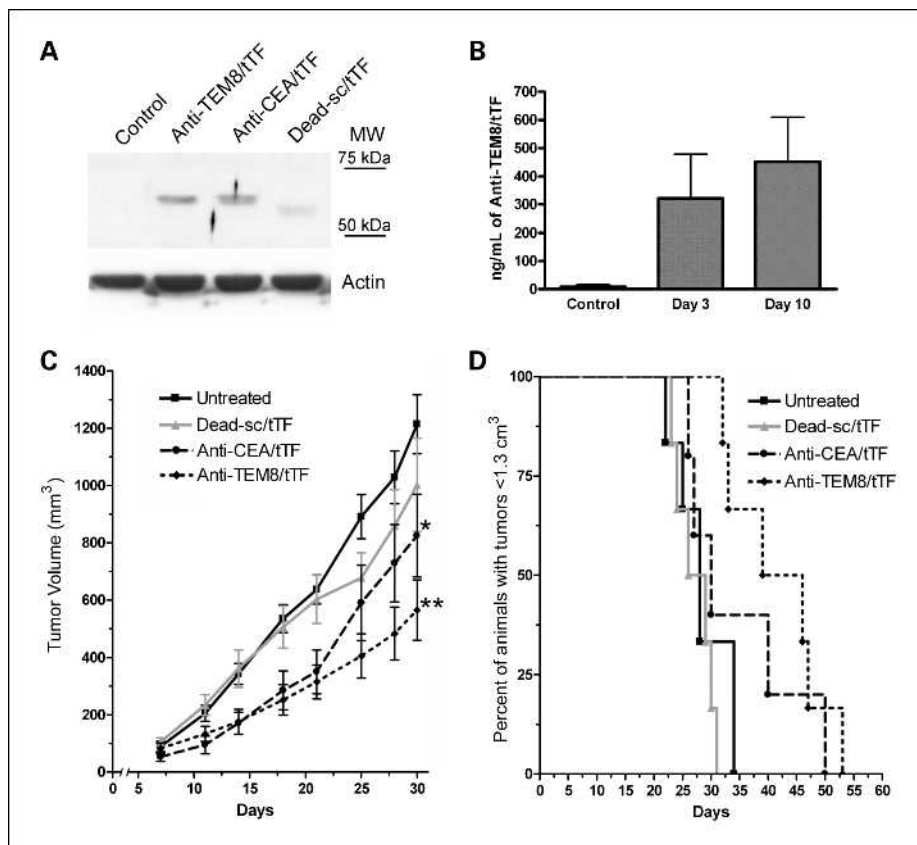 A
Control
Anti-TEM8/tTF
Anti-CEA/tTF
Dead-sc/tTF
MW
75 kDa
50 kDa
Actin
B
ng/mL of Anti-TEM8/tTF
700
600
500
400
300
200
100
0
Control Day 3 Day 10
C
Tumor Volume (mm³)
1400
1200
1000
800
600
400
200
0
Untreated
Dead-sc/tTF
Anti-CEA/tTF
Anti-TEM8/tTF
*
**
0 5 10 15 20 25 30
Days
D
Percent of animals with tumors <1.3 cm³
100
75
50
25
0
Untreated
Dead-sc/tTF
Anti-CEA/tTF
Anti-TEM8/tTF
0 5 10 15 20 25 30 35 40 45 50 55 60
Days